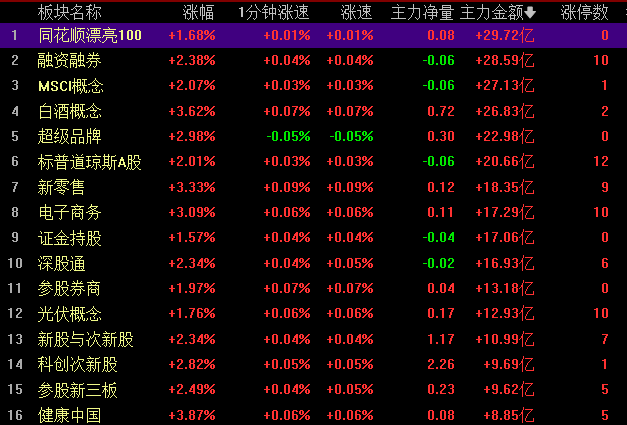 板块名称 涨幅 1分钟涨速 涨速 主力净量 主力金额 涨停数
1 同花顺漂亮100 +1.68% +0.01% +0.01% 0.08 +29.72亿 0
2 融资融券 +2.38% +0.04% +0.04% -0.06 +28.59亿 10
3 MSCI概念 +2.07% +0.03% +0.03% -0.06 +27.13亿 1
4 白酒概念 +3.62% +0.07% +0.07% 0.72 +26.83亿 2
5 超级品牌 +2.98% -0.05% -0.05% 0.30 +22.98亿 0
6 标普道琼斯A股 +2.01% +0.03% +0.03% -0.06 +20.66亿 12
7 新零售 +3.33% +0.09% +0.09% 0.12 +18.35亿 9
8 电子商务 +3.09% +0.06% +0.06% 0.11 +17.29亿 10
9 证金持股 +1.57% +0.04% +0.04% -0.04 +17.06亿 0
10 深股通 +2.34% +0.04% +0.05% -0.02 +16.93亿 6
11 参股券商 +1.97% +0.07% +0.07% 0.04 +13.18亿 0
12 光伏概念 +1.76% +0.06% +0.06% 0.17 +12.93亿 10
13 新股与次新股 +2.34% +0.04% +0.04% 1.17 +10.99亿 7
14 科创次新股 +2.82% +0.05% +0.05% 2.26 +9.69亿 1
15 参股新三板 +2.49% +0.04% +0.05% 0.23 +9.62亿 5
16 健康中国 +3.87% +0.06% +0.06% 0.08 +8.85亿 5